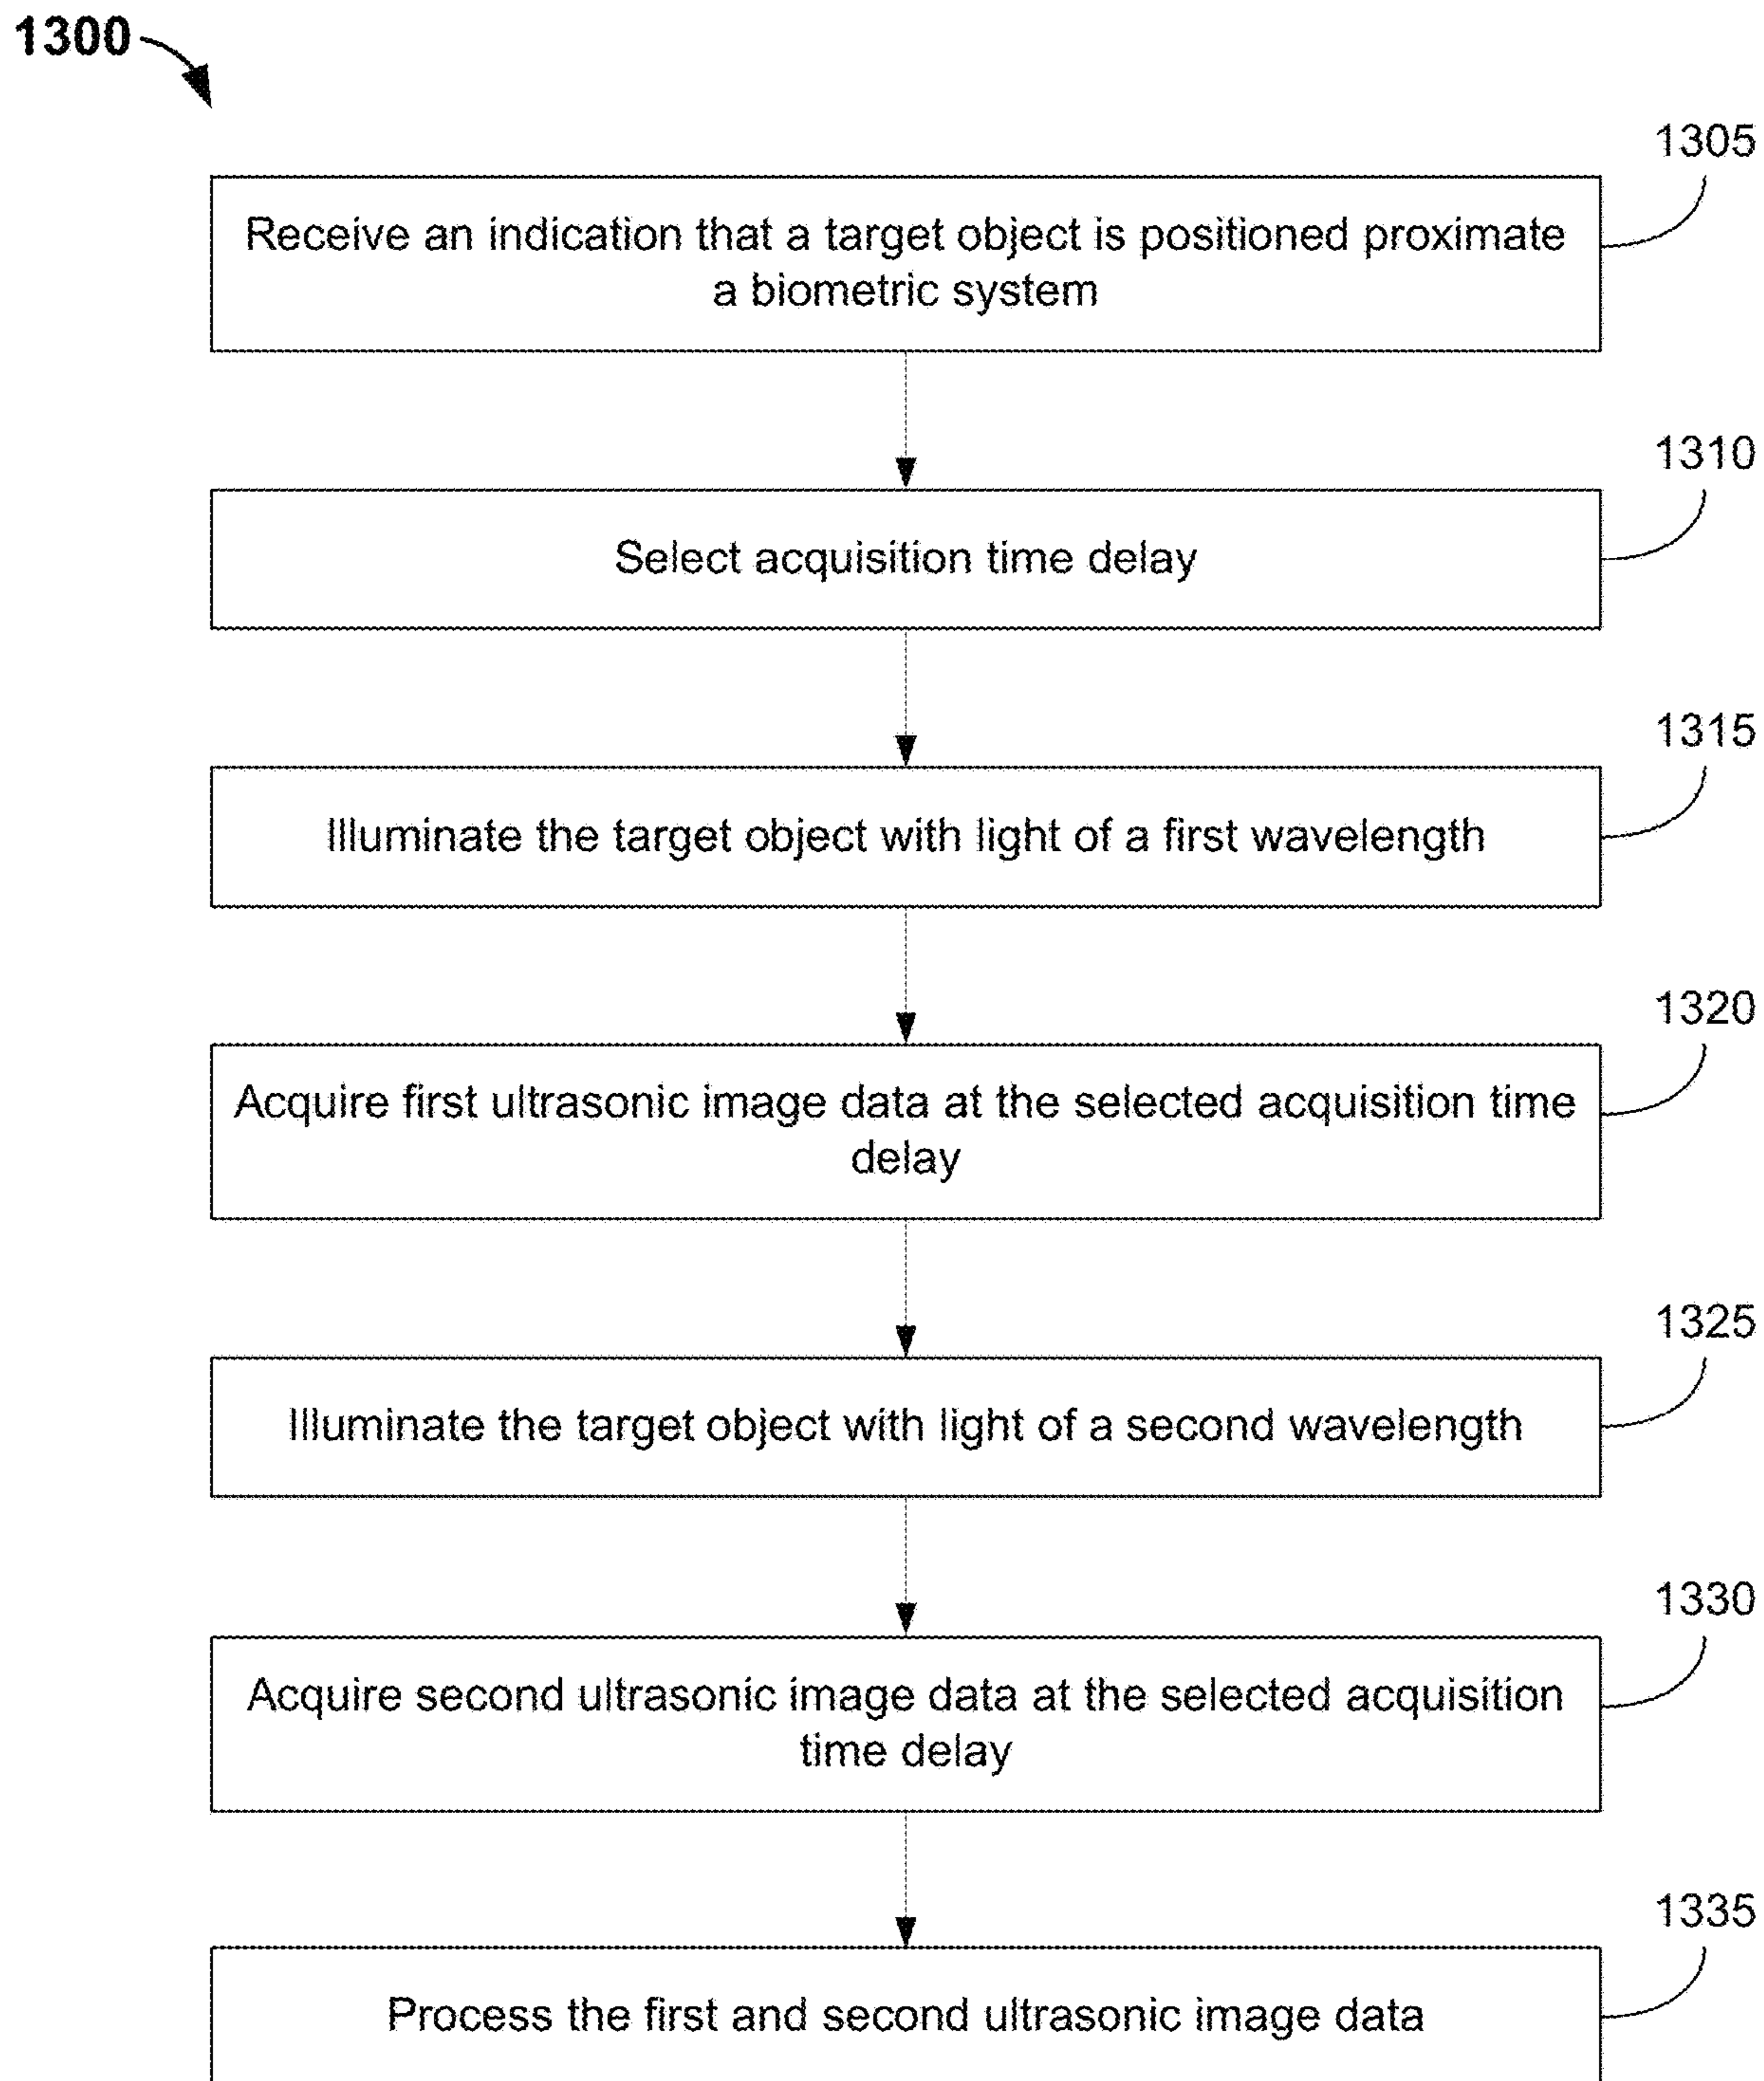 1300
1305
Receive an indication that a target object is positioned proximate
a biometric system
1310
Select acquisition time delay
1315
Illuminate the target object with light of a first wavelength
1320
Acquire first ultrasonic image data at the selected acquisition time
delay
1325
Illuminate the target object with light of a second wavelength
1330
Acquire second ultrasonic image data at the selected acquisition
time delay
1335
Process the first and second ultrasonic image data